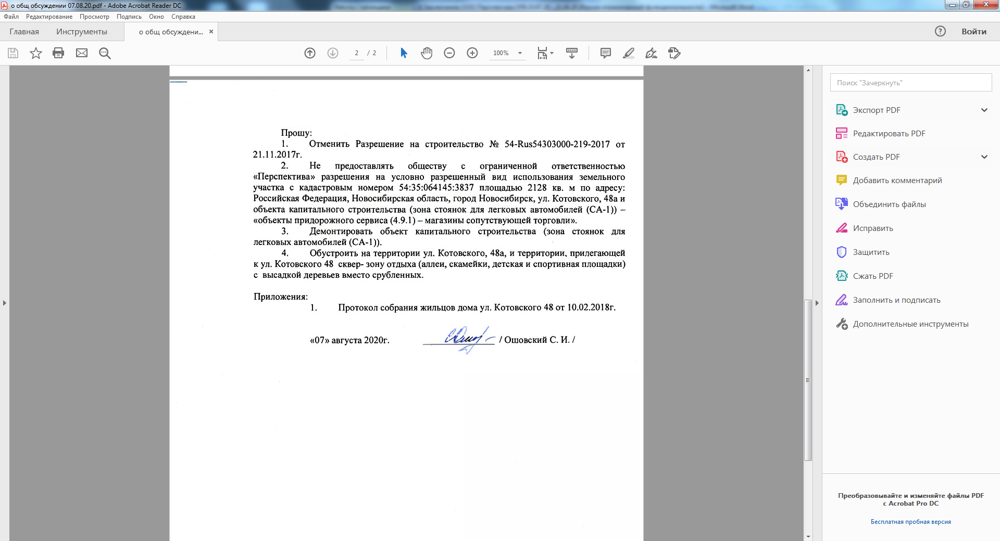 о общ обсуждении 07.08.20.pdf - Adobe Acrobat Reader DC
Файл Редактирование Просмотр Подпись Окно Справка
Главная Инструменты о общ обсуждени... × Войти
2 / 2 100%
Поиск "Зачеркнуть"
Экспорт PDF
Редактировать PDF
Создать PDF
Добавить комментарий
Объединить файлы
Исправить
Защитить
Сжать PDF
Заполнить и подписать
Дополнительные инструменты
Преобразовывайте и изменяйте файлы PDF
с Acrobat Pro DC
Бесплатная пробная версия
Прошу:
1. Отменить Разрешение на строительство № 54-Rus54303000-219-2017 от
21.11.2017г.
2. Не предоставлять обществу с ограниченной ответственностью
«Перспектива» разрешения на условно разрешенный вид использования земельного
участка с кадастровым номером 54:35:064145:3837 площадью 2128 кв. м по адресу:
Российская Федерация, Новосибирская область, город Новосибирск, ул. Котовского, 48а и
объекта капитального строительства (зона стоянок для легковых автомобилей (СА-1)) –
«объекты придорожного сервиса (4.9.1) – магазины сопутствующей торговли».
3. Демонтировать объект капитального строительства (зона стоянок для
легковых автомобилей (СА-1)).
4. Обустроить на территории ул. Котовского, 48а, и территории, прилегающей
к ул. Котовского 48 сквер- зону отдыха (аллеи, скамейки, детская и спортивная площадки)
с высадкой деревьев вместо срубленных.
Приложения:
1. Протокол собрания жильцов дома ул. Котовского 48 от 10.02.2018г.
«07» августа 2020г. / Ошовский С. И. /